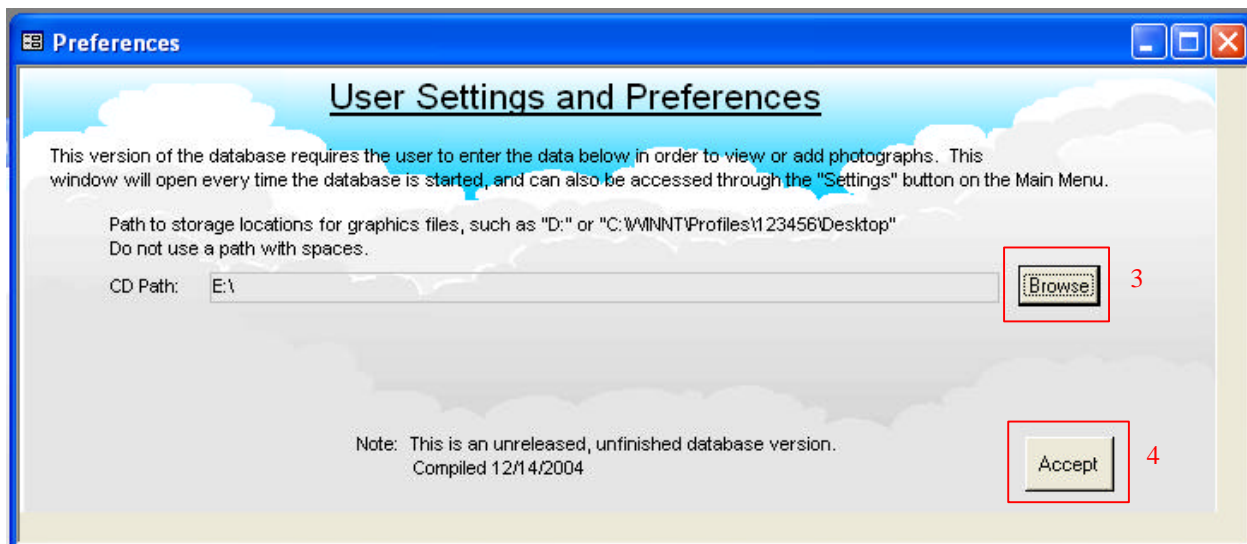 Preferences
User Settings and Preferences
This version of the database requires the user to enter the data below in order to view or add photographs.  This
window will open every time the database is started, and can also be accessed through the "Settings" button on the Main Menu.
Path to storage locations for graphics files, such as "D:" or "C:\WINNT\Profiles\123456\Desktop"
Do not use a path with spaces.
CD Path: E:\ Browse 3
Note: This is an unreleased, unfinished database version.
Compiled 12/14/2004
Accept 4